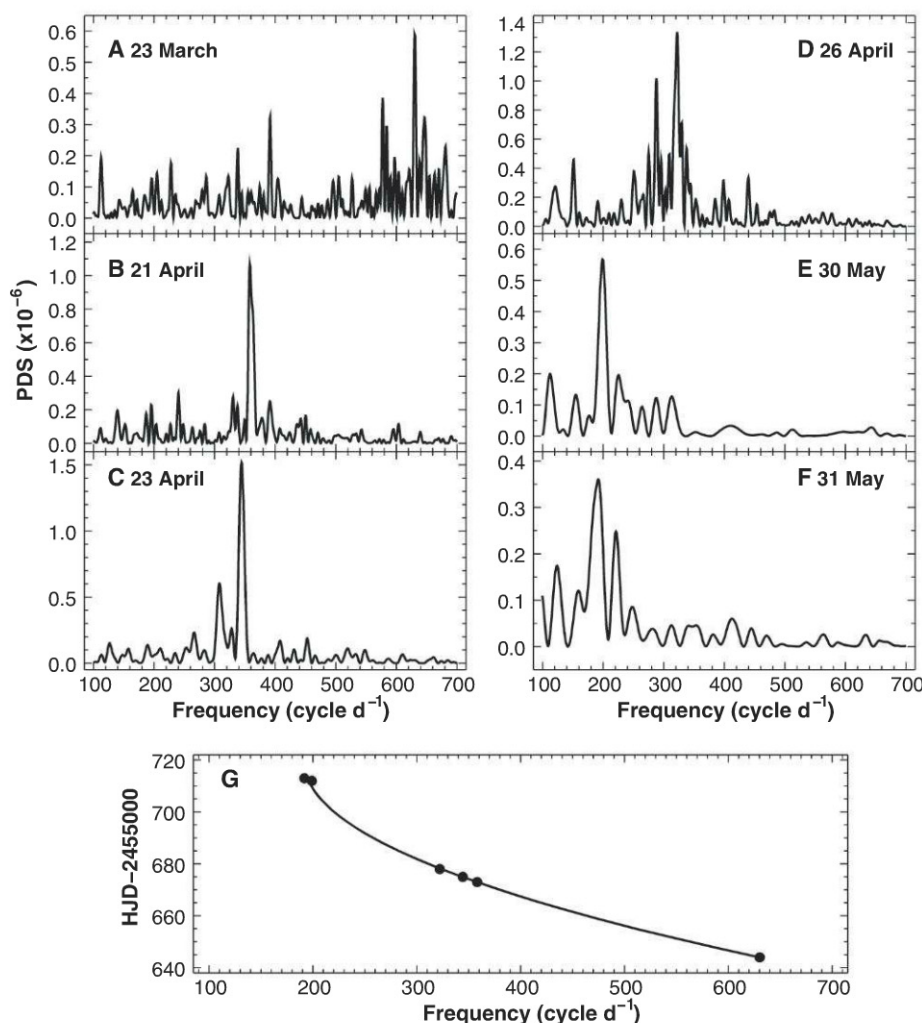 A 23 March
0.6
0.5
0.4
0.3
0.2
0.1
0.0
B 21 April
1.2
1.0
0.8
0.6
0.4
0.2
0.0
C 23 April
1.5
1.0
0.5
0.0
100 200 300 400 500 600 700
Frequency (cycle d⁻¹)
PDS (x10⁻⁶)
D 26 April
1.4
1.2
1.0
0.8
0.6
0.4
0.2
0.0
E 30 May
0.6
0.5
0.4
0.3
0.2
0.1
0.0
F 31 May
0.4
0.3
0.2
0.1
0.0
100 200 300 400 500 600 700
Frequency (cycle d⁻¹)
G
720
700
680
660
640
HJD-2455000
100 200 300 400 500 600 700
Frequency (cycle d⁻¹)